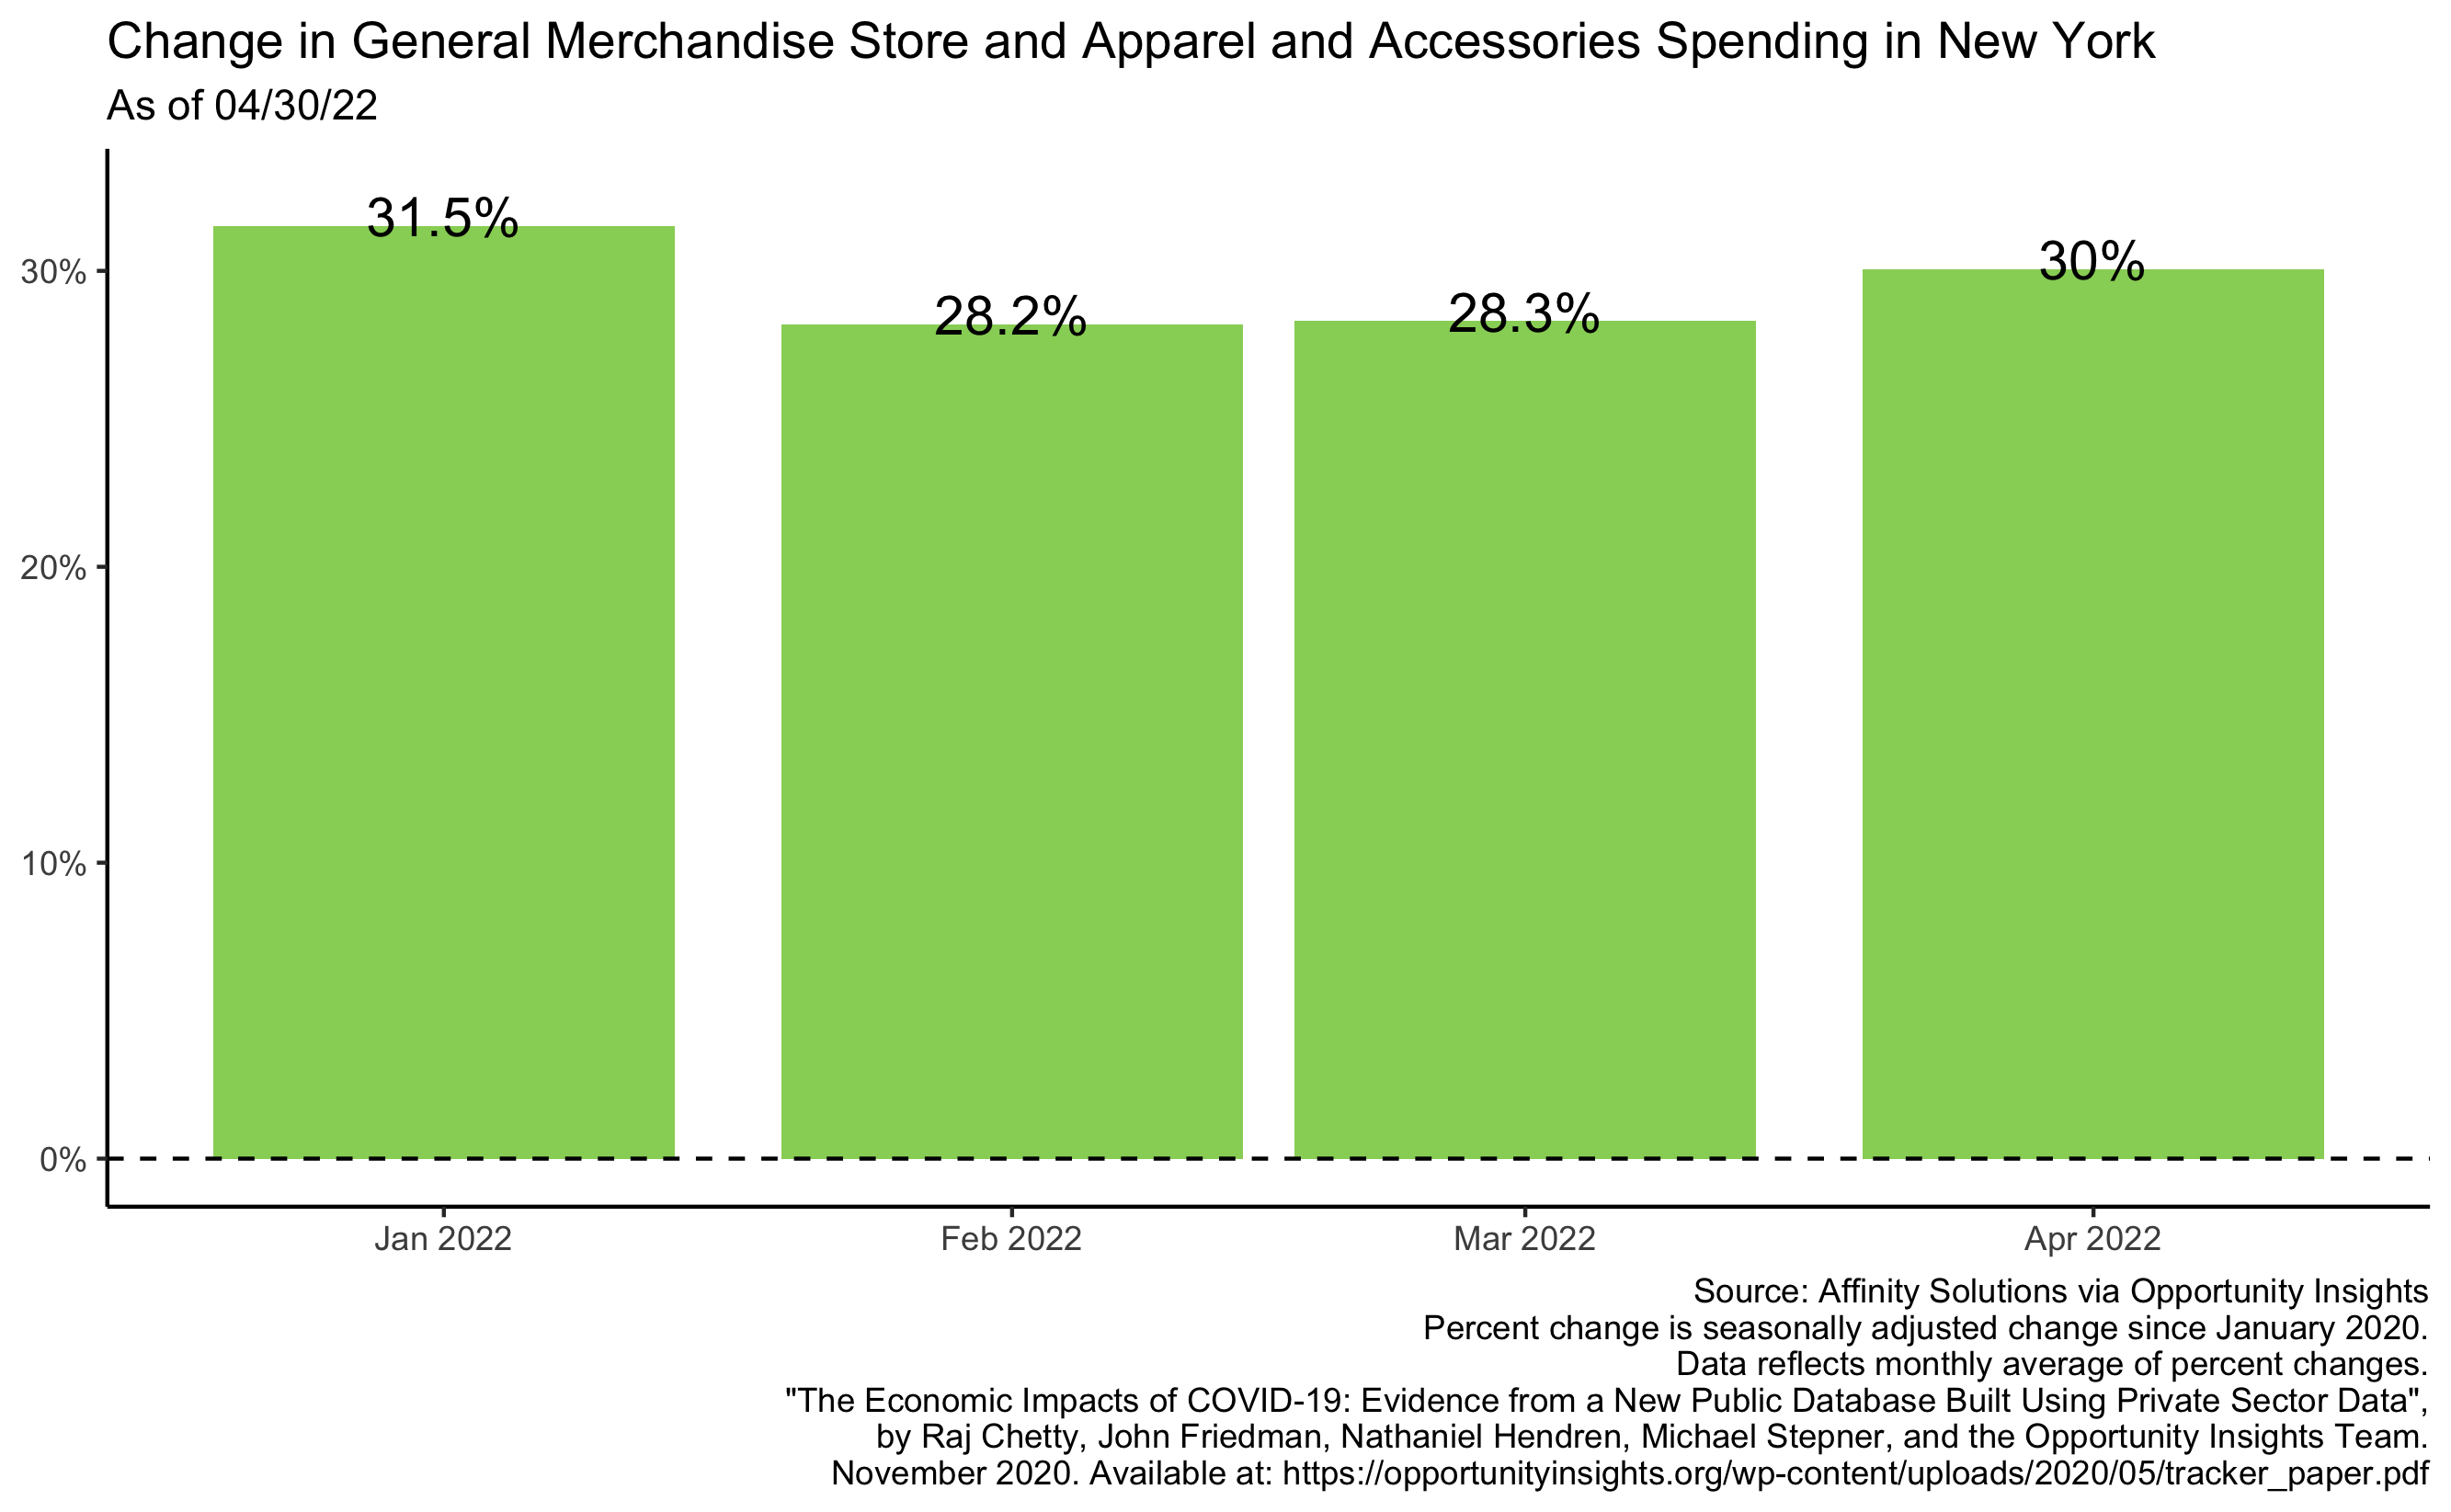 Change in General Merchandise Store and Apparel and Accessories Spending in New York
As of 04/30/22
31.5%
28.2%
28.3%
30%
30%
20%
10%
0%
Jan 2022
Feb 2022
Mar 2022
Apr 2022
Source: Affinity Solutions via Opportunity Insights
Percent change is seasonally adjusted change since January 2020.
Data reflects monthly average of percent changes.
"The Economic Impacts of COVID-19: Evidence from a New Public Database Built Using Private Sector Data",
by Raj Chetty, John Friedman, Nathaniel Hendren, Michael Stepner, and the Opportunity Insights Team.
November 2020. Available at: https://opportunityinsights.org/wp-content/uploads/2020/05/tracker_paper.pdf